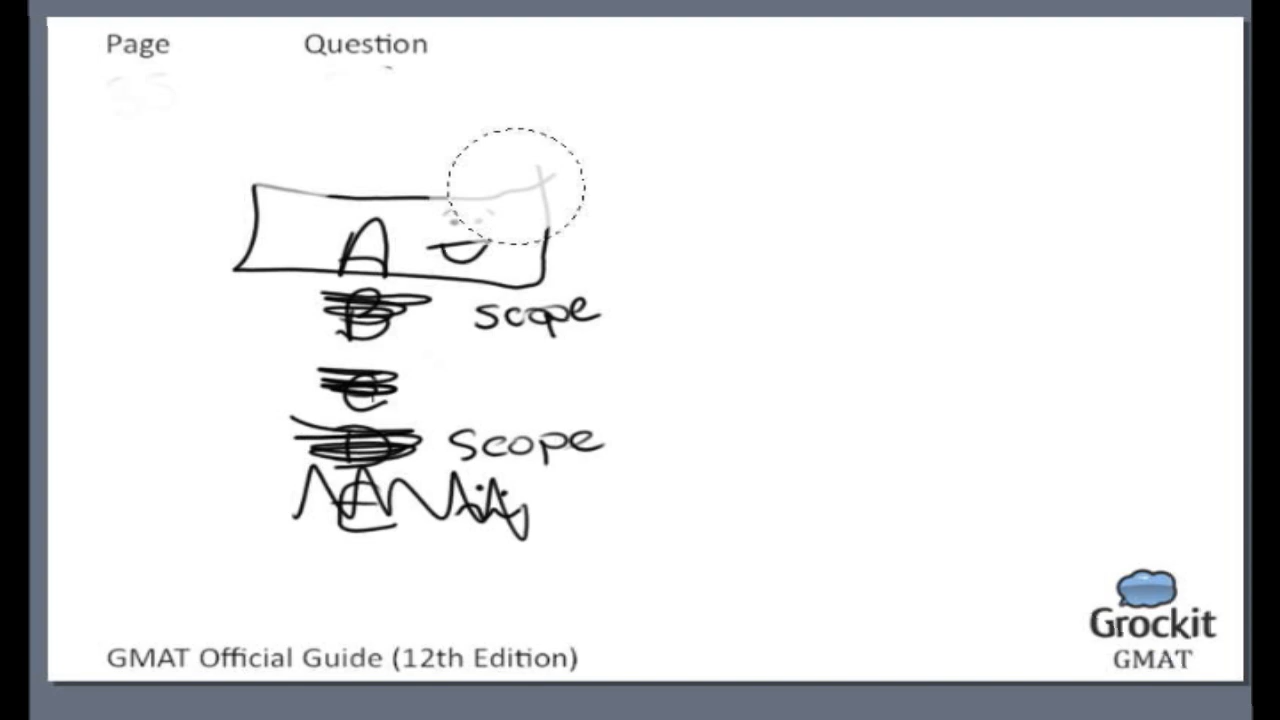 Page Question
A
B scope
C
D scope
E
GMAT Official Guide (12th Edition)
Grockit
GMAT